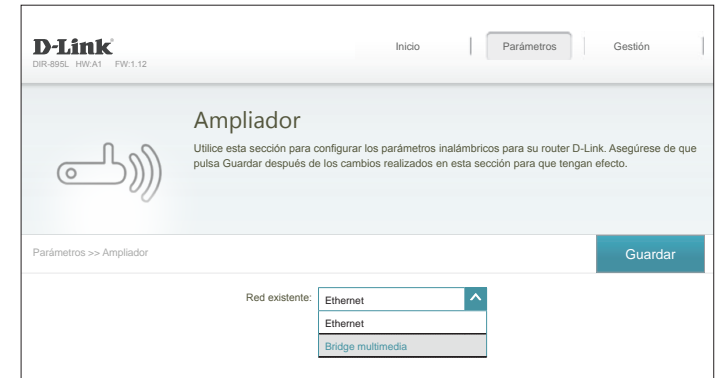 D-Link
DIR-895L HW:A1 FW:1.12
Inicio Parámetros Gestión
Ampliador
Utilice esta sección para configurar los parámetros inalámbricos para su router D-Link. Asegúrese de que
pulsa Guardar después de los cambios realizados en esta sección para que tengan efecto.
Parámetros >> Ampliador
Guardar
Red existente: Ethernet
Ethernet
Bridge multimedia